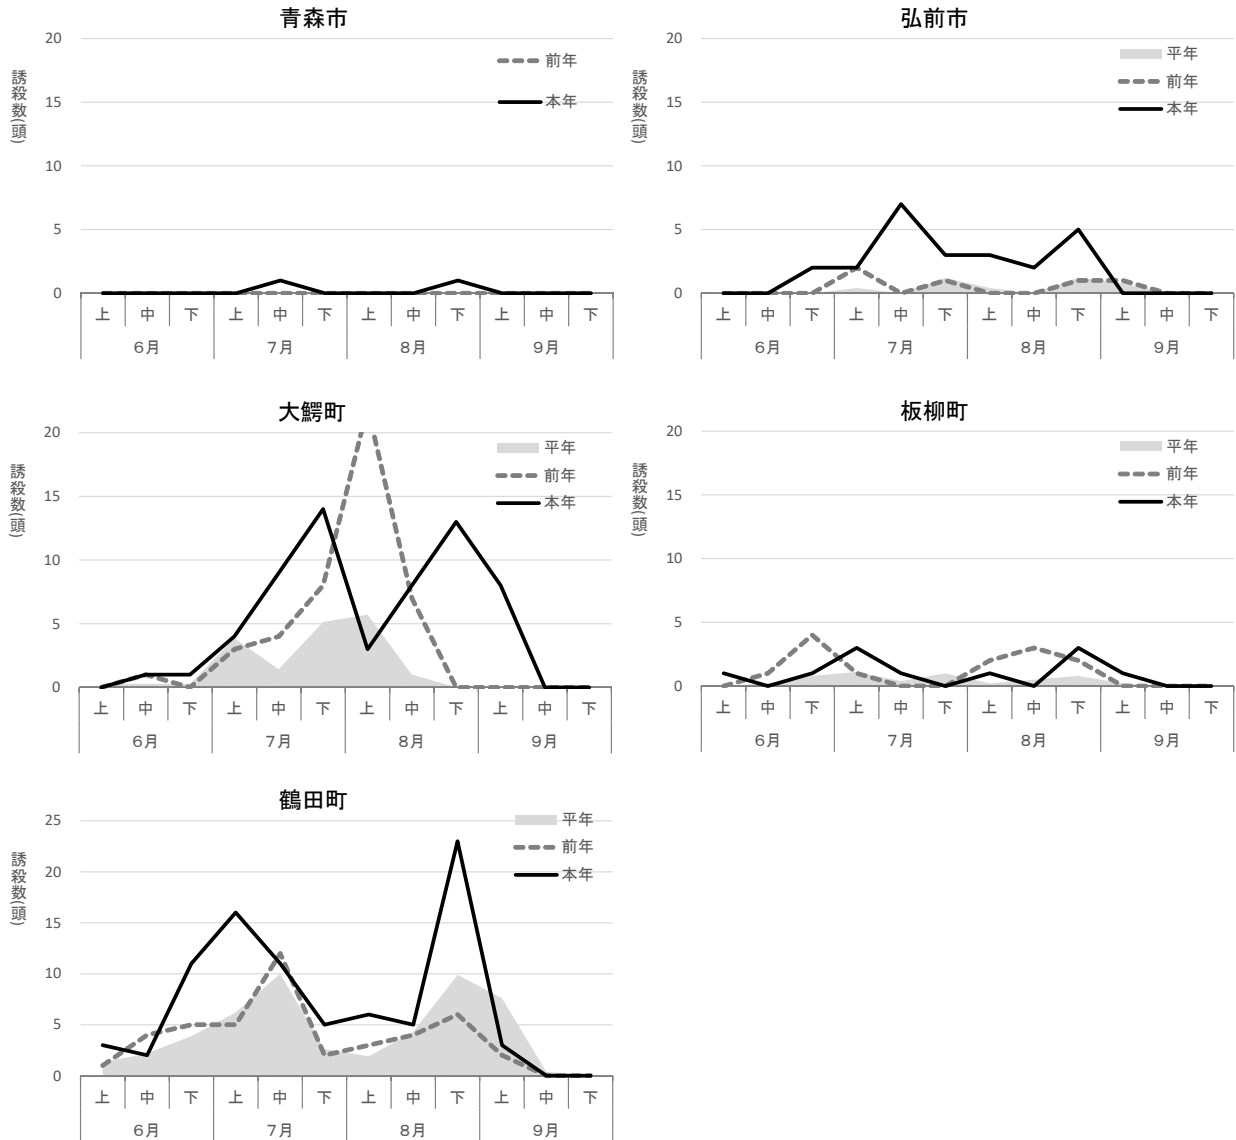 青森市
誘殺数(頭)
20
15
10
5
0
前年
本年
上 中 下 上 中 下 上 中 下 上 中 下
6月 7月 8月 9月
弘前市
誘殺数(頭)
20
15
10
5
0
平年
前年
本年
上 中 下 上 中 下 上 中 下 上 中 下
6月 7月 8月 9月
大鰐町
誘殺数(頭)
20
15
10
5
0
平年
前年
本年
上 中 下 上 中 下 上 中 下 上 中 下
6月 7月 8月 9月
板柳町
誘殺数(頭)
20
15
10
5
0
平年
前年
本年
上 中 下 上 中 下 上 中 下 上 中 下
6月 7月 8月 9月
鶴田町
誘殺数(頭)
25
20
15
10
5
0
平年
前年
本年
上 中 下 上 中 下 上 中 下 上 中 下
6月 7月 8月 9月